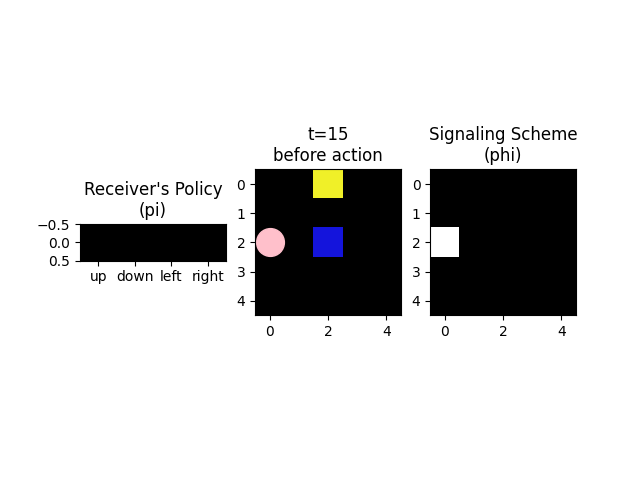 Receiver's Policy
(pi)
−0.5
0.0
0.5
up down left right
t=15
before action
0
1
2
3
4
0 2 4
Signaling Scheme
(phi)
0
1
2
3
4
0 2 4